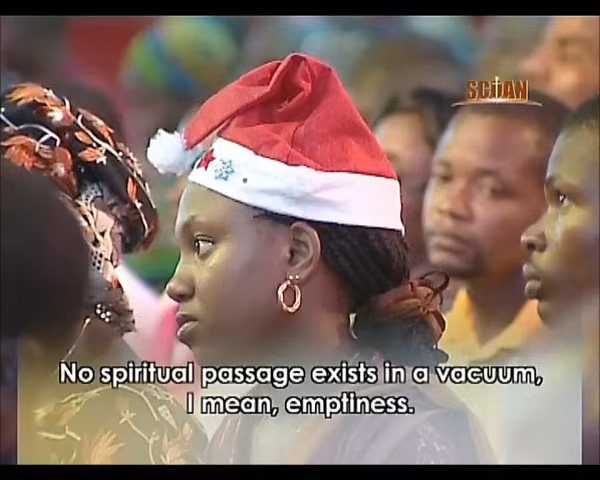 SCOAN
No spiritual passage exists in a vacuum,
I mean, emptiness.